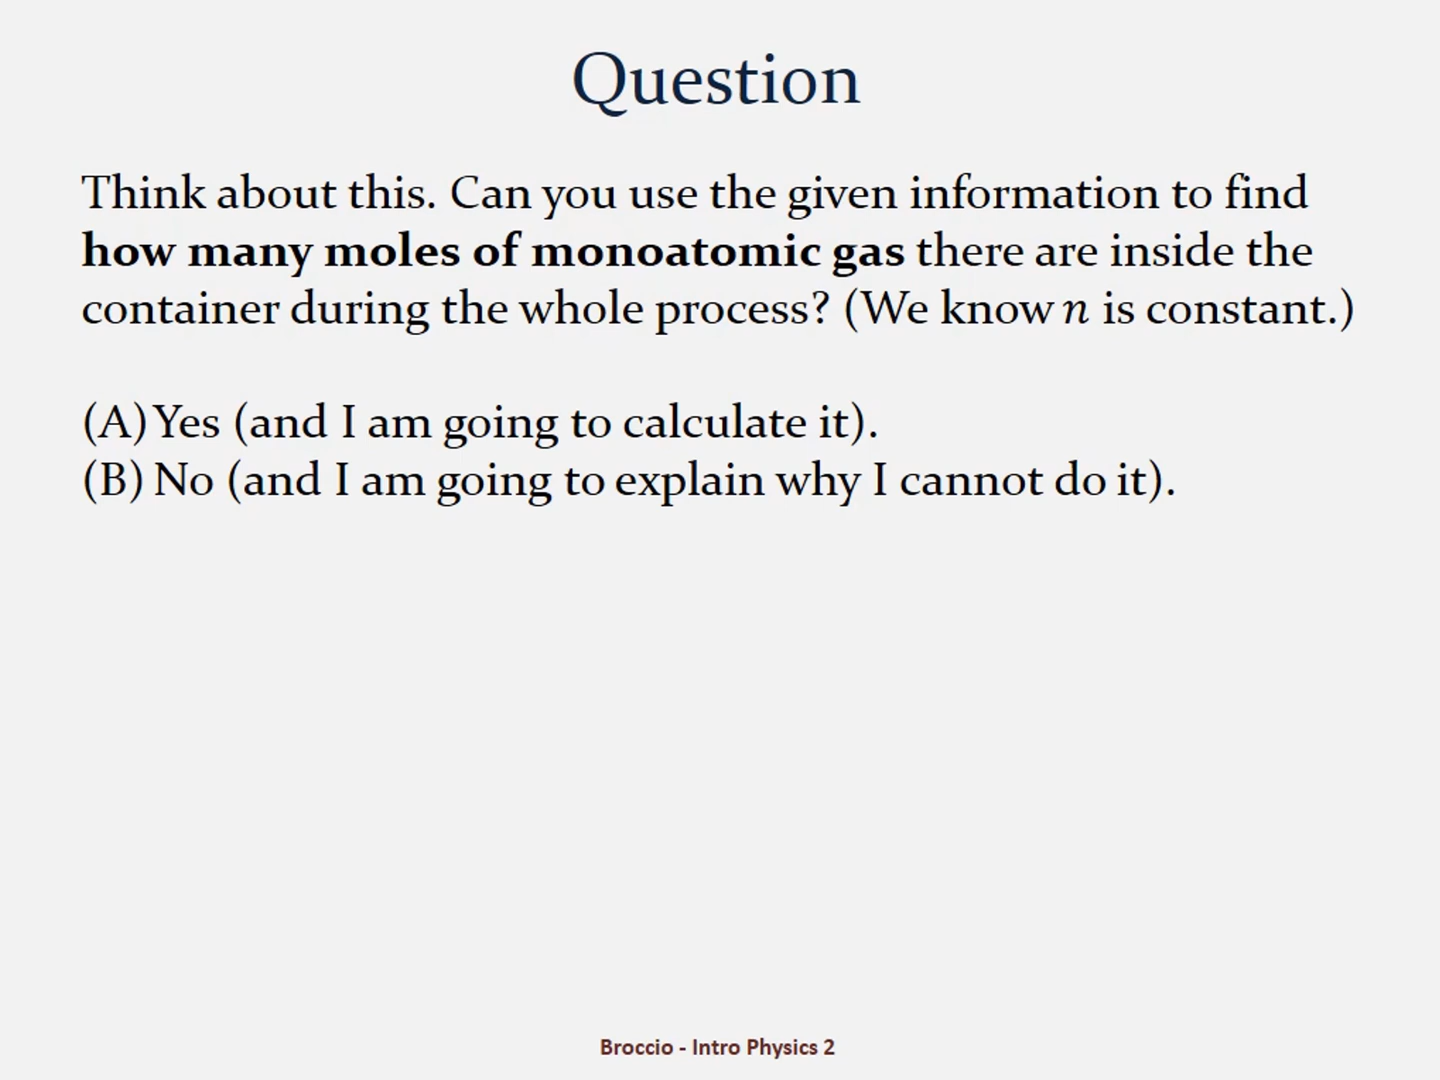 Question
Think about this. Can you use the given information to find
how many moles of monoatomic gas there are inside the
container during the whole process? (We know n is constant.)
(A) Yes (and I am going to calculate it).
(B) No (and I am going to explain why I cannot do it).
Broccio - Intro Physics 2